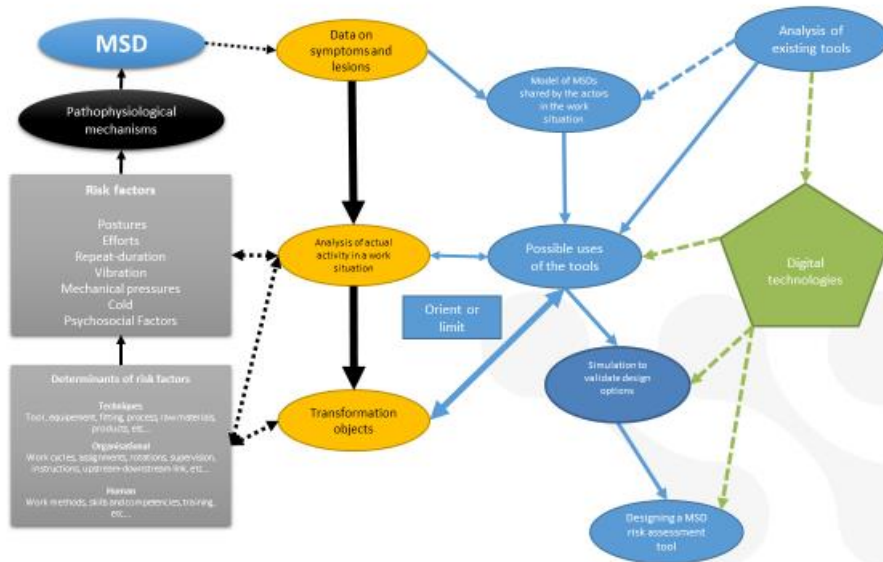 MSD
Data on
symptoms and
lesions
Analysis of
existing tools
Model of MSDs
shared by the actors
in the work
situation
Pathophysiological
mechanisms
Risk factors
Postures
Efforts
Repeat-duration
Vibration
Mechanical pressures
Cold
Psychosocial Factors
Analysis of actual
activity in a work
situation
Possible uses
of the tools
Digital
technologies
Orient or
limit
Determinants of risk factors
Techniques
Tool, equipement, fitting, process, raw materials,
products, etc...
Organisational
Work cycles, assignments, rotations, supervision,
instructions, upstream-downstream-link, etc...
Human
Work methods, skills and competencies, training,
etc...
Transformation
objects
Simulation to
validate design
options
Designing a MSD
risk assessment
tool